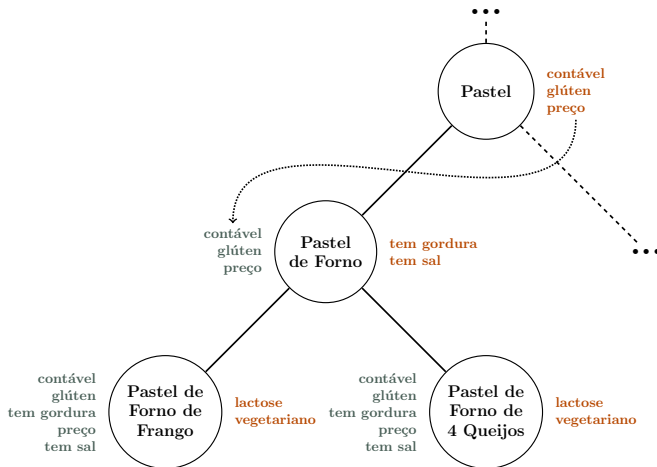 Pastel
contável
glúten
preço
contável
glúten
preço
Pastel
de Forno
tem gordura
tem sal
contável
glúten
tem gordura
preço
tem sal
Pastel de
Forno de
Frango
lactose
vegetariano
contável
glúten
tem gordura
preço
tem sal
Pastel de
Forno de
4 Queijos
lactose
vegetariano